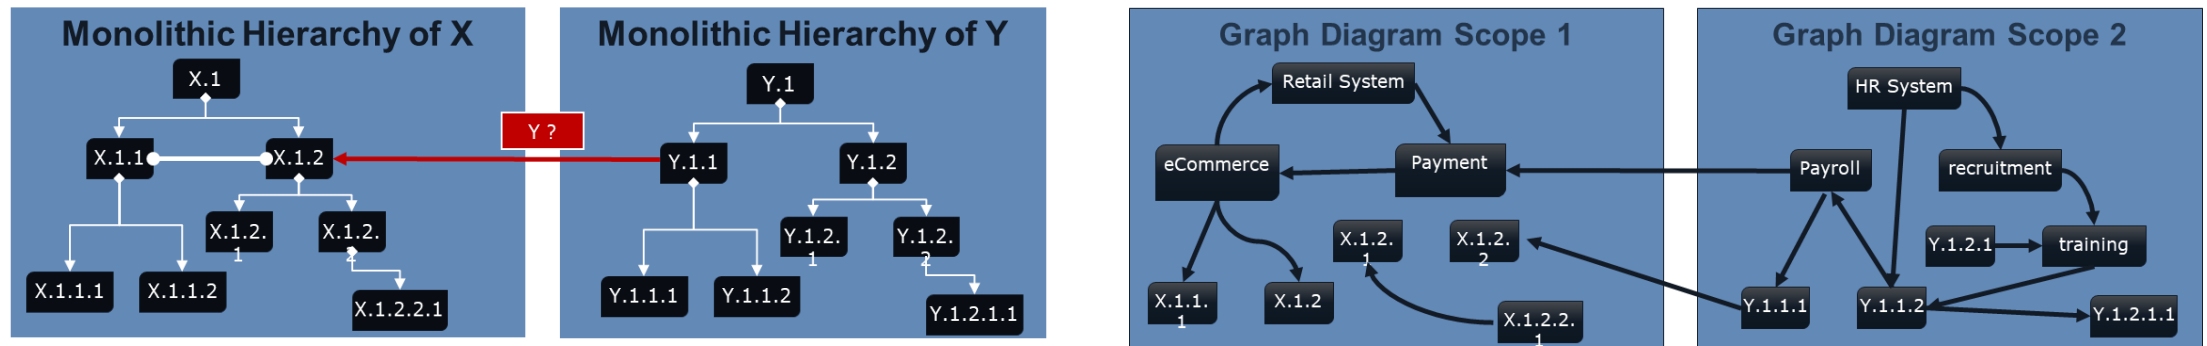 Monolithic Hierarchy of X
X.1
X.1.1
X.1.2
X.1.2.
1
X.1.2.
2
X.1.1.1
X.1.1.2
X.1.2.2.1
Y ?
Monolithic Hierarchy of Y
Y.1
Y.1.1
Y.1.2
Y.1.2.
1
Y.1.2.
2
Y.1.1.1
Y.1.1.2
Y.1.2.1.1
Graph Diagram Scope 1
Retail System
eCommerce
Payment
X.1.2.
1
X.1.2.
2
X.1.1.
1
X.1.2
X.1.2.2.
1
Graph Diagram Scope 2
HR System
Payroll
recruitment
Y.1.2.1
training
Y.1.1.1
Y.1.1.2
Y.1.2.1.1